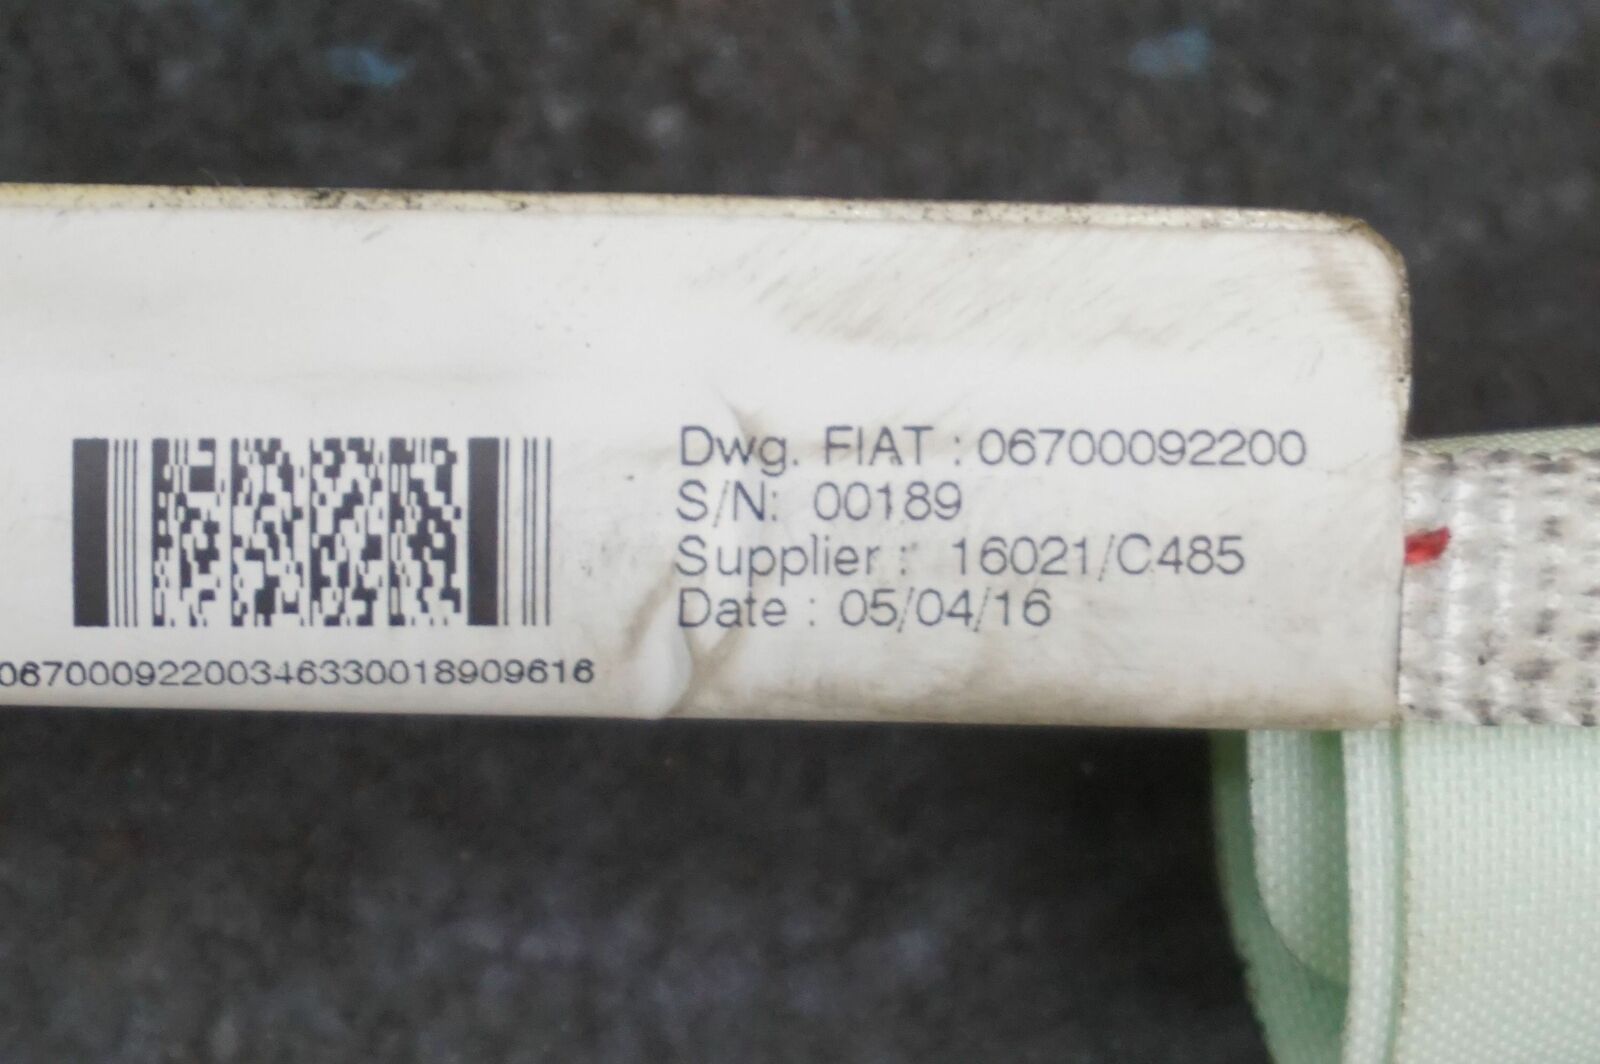 Dwg. FIAT : 06700092200
S/N: 00189
Supplier : 16021/C485
Date : 05/04/16
06700092200346330018909616